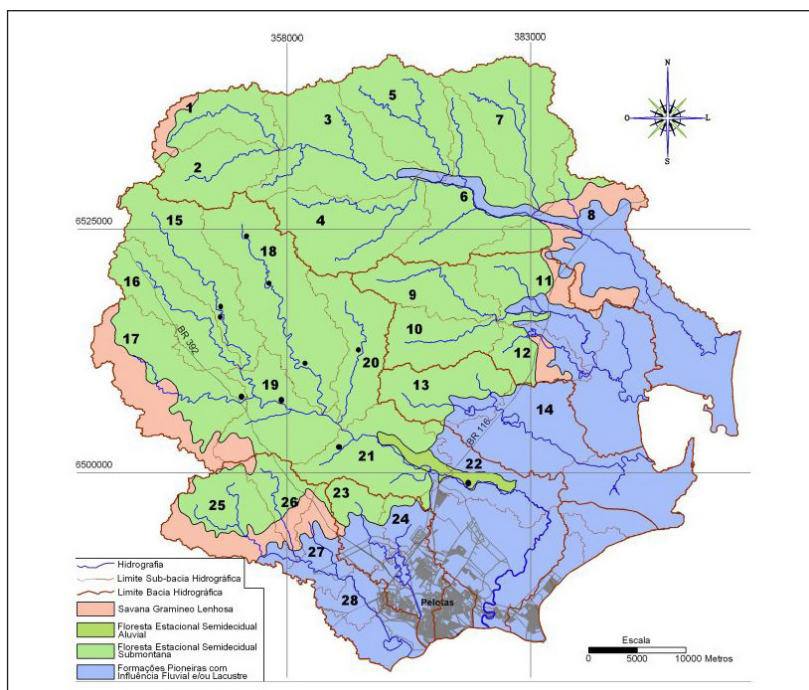 358000
383000
N
O
L
S
6525000
6500000
1
2
3
5
7
4
6
8
15
18
16
9
11
10
17
12
20
BR 392
19
13
14
BR 116
21
22
25
26
23
24
27
28
Pelotas
Hidrografia
Limite Sub-bacia Hidrográfica
Limite Bacia Hidrográfica
Savana Gramineo Lenhosa
Floresta Estacional Semidecidual
Aluvial
Floresta Estacional Semidecidual
Submontana
Formações Pioneiras com
Influência Fluvial e/ou Lacustre
Escala
0 5000 10000 Metros